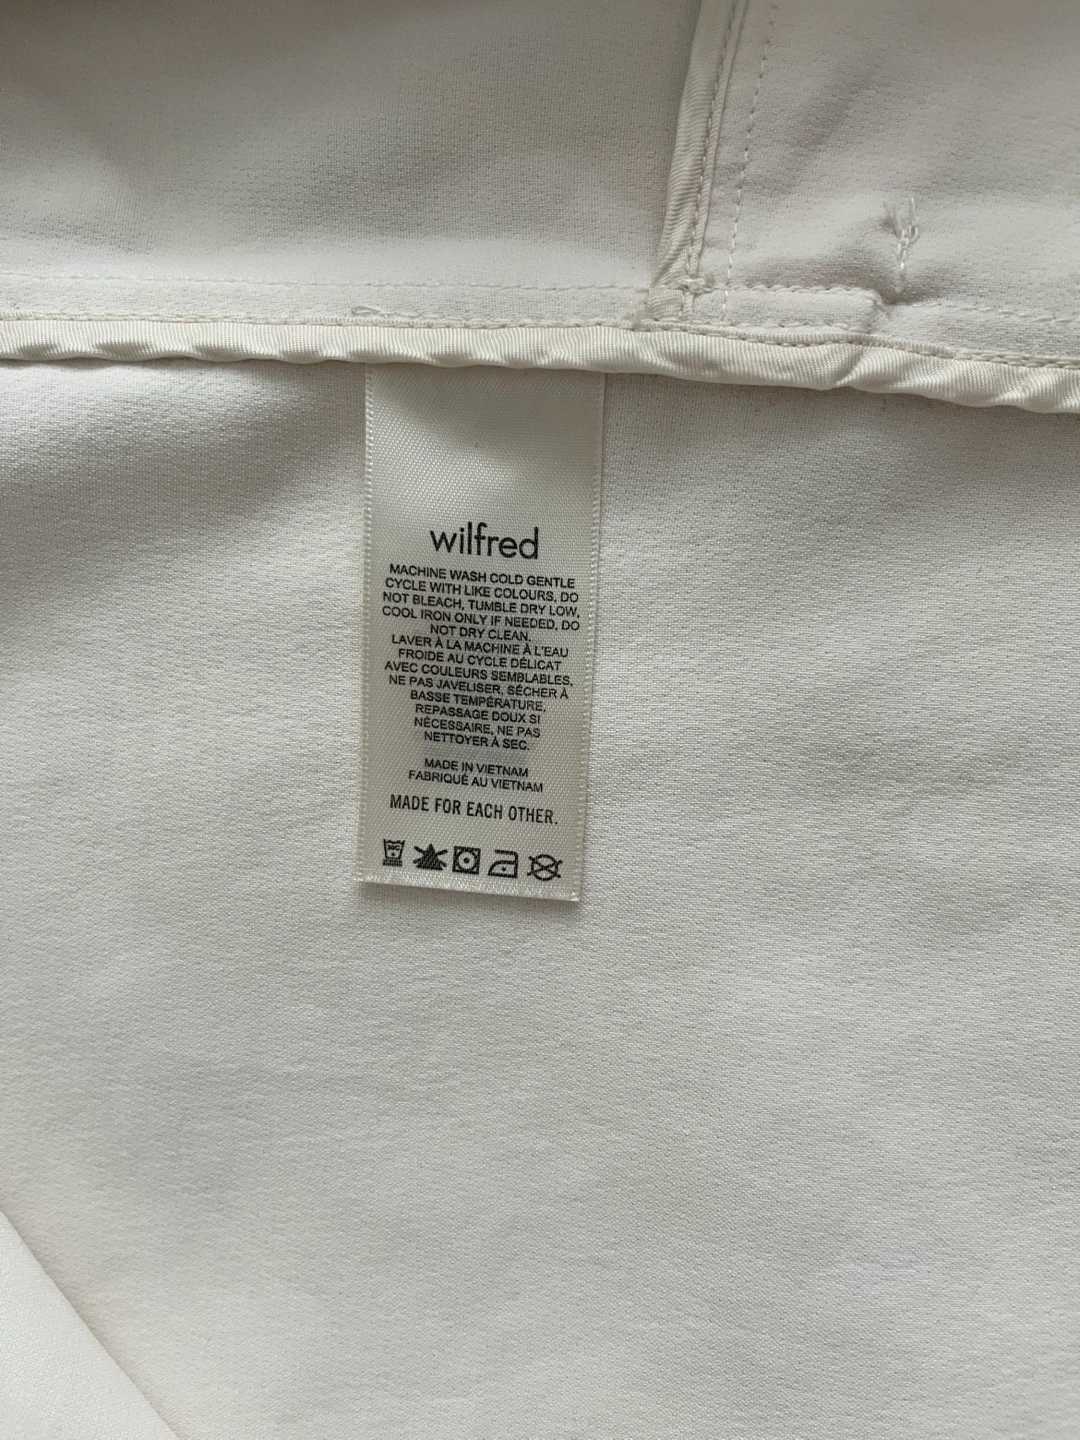 wilfred
MACHINE WASH COLD GENTLE
CYCLE WITH LIKE COLOURS, DO
NOT BLEACH, TUMBLE DRY LOW,
COOL IRON ONLY IF NEEDED, DO
NOT DRY CLEAN.
LAVER À LA MACHINE À L'EAU
FROIDE AU CYCLE DÉLICAT
AVEC COULEURS SEMBLABLES,
NE PAS JAVELISER, SÉCHER À
BASSE TEMPÉRATURE,
REPASSAGE DOUX SI
NÉCESSAIRE, NE PAS
NETTOYER À SEC.
MADE IN VIETNAM
FABRIQUÉ AU VIETNAM
MADE FOR EACH OTHER.